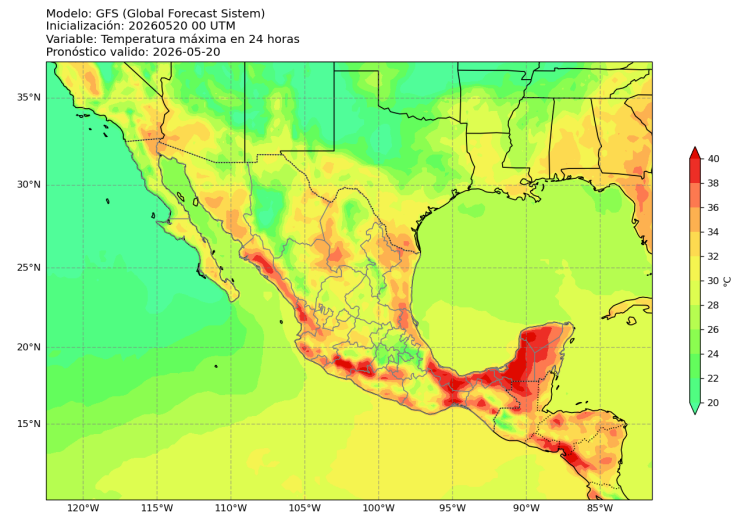 Modelo: GFS (Global Forecast Sistem)
Inicialización: 20260520 00 UTM
Variable: Temperatura máxima en 24 horas
Pronóstico valido: 2026-05-20
35°N
30°N
25°N
20°N
15°N
120°W 115°W 110°W 105°W 100°W 95°W 90°W 85°W
40
38
36
34
32
30
28
26
24
22
20
°C